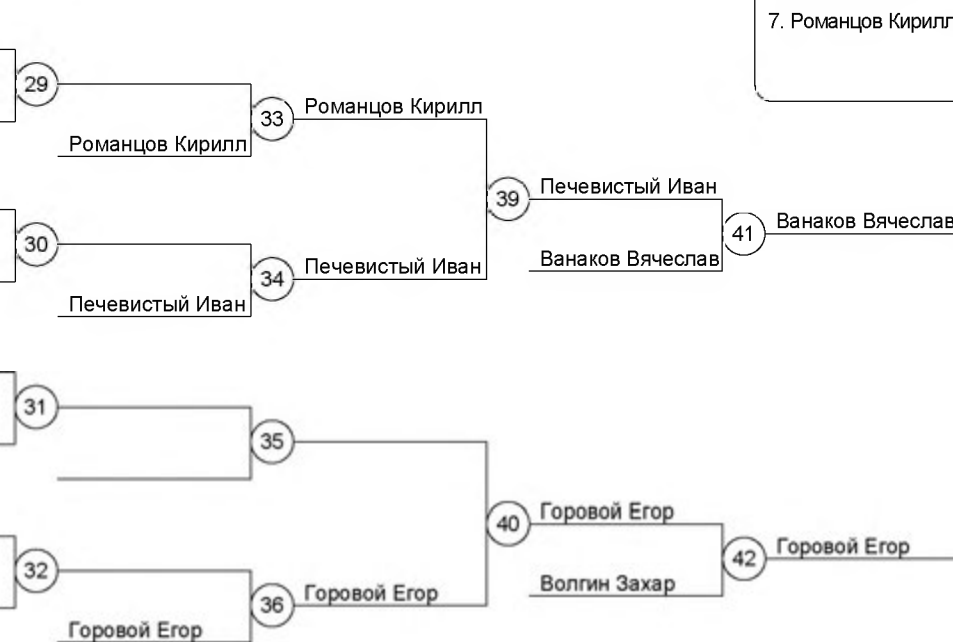 7. Романцов Кирилл
29
Романцов Кирилл
33
Романцов Кирилл
Романцов Кирилл
39
Печевистый Иван
41
Ванаков Вячеслав
30
Ванаков Вячеслав
34
Печевистый Иван
Печевистый Иван
31
35
40
Горовой Егор
42
Горовой Егор
32
Волгин Захар
36
Горовой Егор
Горовой Егор